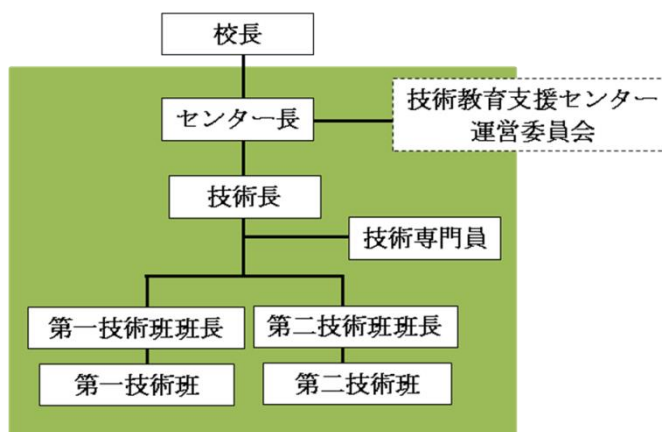 校長
センター長
技術教育支援センター
運営委員会
技術長
技術専門員
第一技術班班長
第二技術班班長
第一技術班
第二技術班